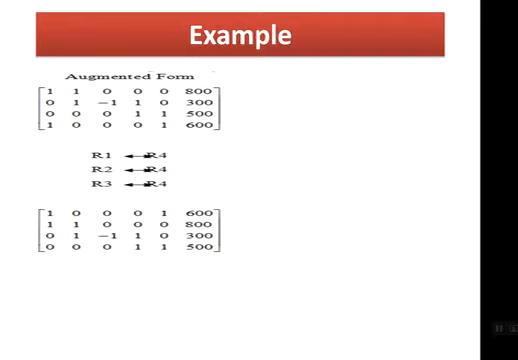 Example
Augmented Form
1 1 0 0 0 800
0 1 −1 1 0 300
0 0 0 1 1 500
1 0 0 0 1 600
R1 ↔ R4
R2 ↔ R4
R3 ↔ R4
1 0 0 0 1 600
1 1 0 0 0 800
0 1 −1 1 0 300
0 0 0 1 1 500